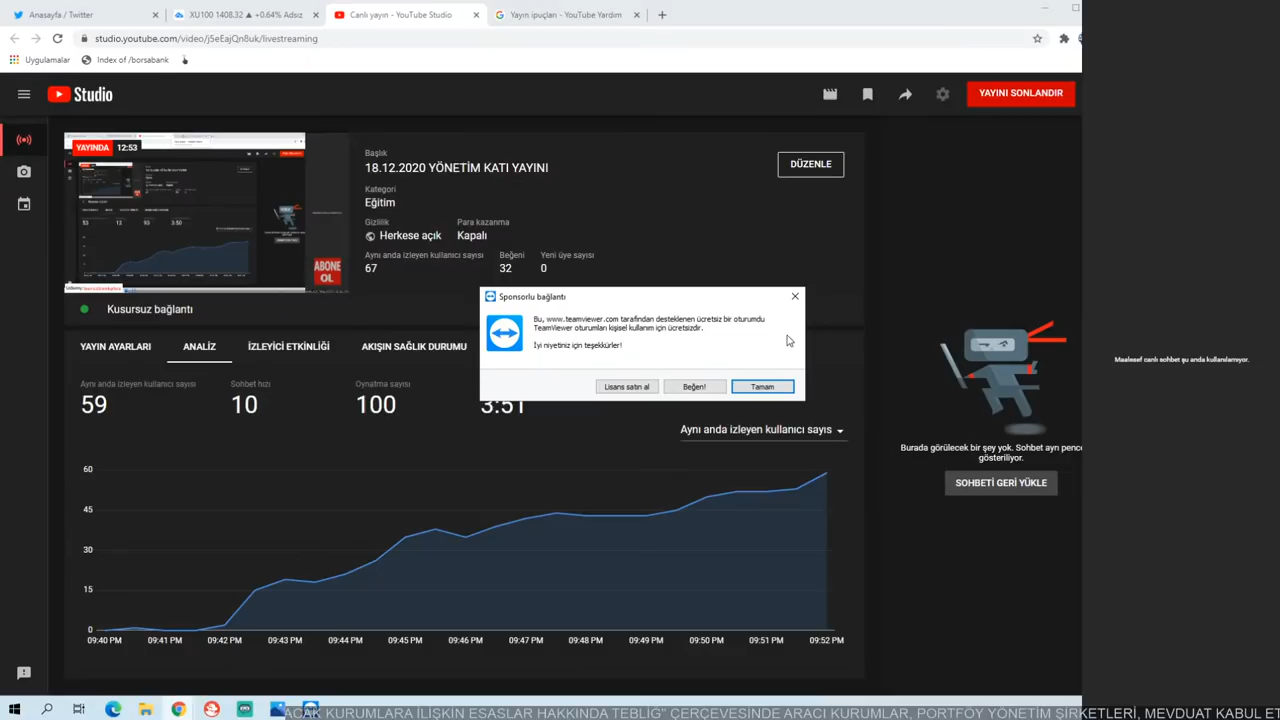 Anasayfa / Twitter
XU100 1408.32 ▲ +0.64% Adsız
Canlı yayın - YouTube Studio
Yayın ipuçları - YouTube Yardım
studio.youtube.com/video/j5eEajQn8uk/livestreaming
Uygulamalar
Index of /borsabank
Studio
YAYINI SONLANDIR
YAYINDA 12:53
ABONE
OL
Başlık
18.12.2020 YÖNETİM KATI YAYINI
DÜZENLE
Kategori
Eğitim
Gizlilik
Para kazanma
Herkese açık
Kapalı
Aynı anda izleyen kullanıcı sayısı
Beğeni
Yeni üye sayısı
67
32
0
Kusursuz bağlantı
Sponsorlu bağlantı
Bu, www.teamviewer.com tarafından desteklenen ücretsiz bir oturumdu
TeamViewer oturumları kişisel kullanım için ücretsizdir.
İyi niyetiniz için teşekkürler!
Lisans satın al
Beğen!
Tamam
YAYIN AYARLARI
ANALİZ
İZLEYİCİ ETKİNLİĞİ
AKIŞIN SAĞLIK DURUMU
Aynı anda izleyen kullanıcı sayısı
Sohbet hızı
Oynatma sayısı
59
10
100
3:51
Aynı anda izleyen kullanıcı sayıs
60
45
30
15
0
09:40 PM
09:41 PM
09:42 PM
09:43 PM
09:44 PM
09:45 PM
09:46 PM
09:47 PM
09:48 PM
09:49 PM
09:50 PM
09:51 PM
09:52 PM
Burada görülecek bir şey yok. Sohbet ayrı pence
gösteriliyor.
SOHBETİ GERİ YÜKLE
Maalesef canlı sohbet şu anda kullanılamıyor.
ACAK KURUMLARA İLİŞKİN ESASLAR HAKKINDA TEBLİĞ" ÇERÇEVESİNDE ARACI KURUMLAR, PORTFÖY YÖNETİM ŞİRKETLERİ, MEVDUAT KABUL ET